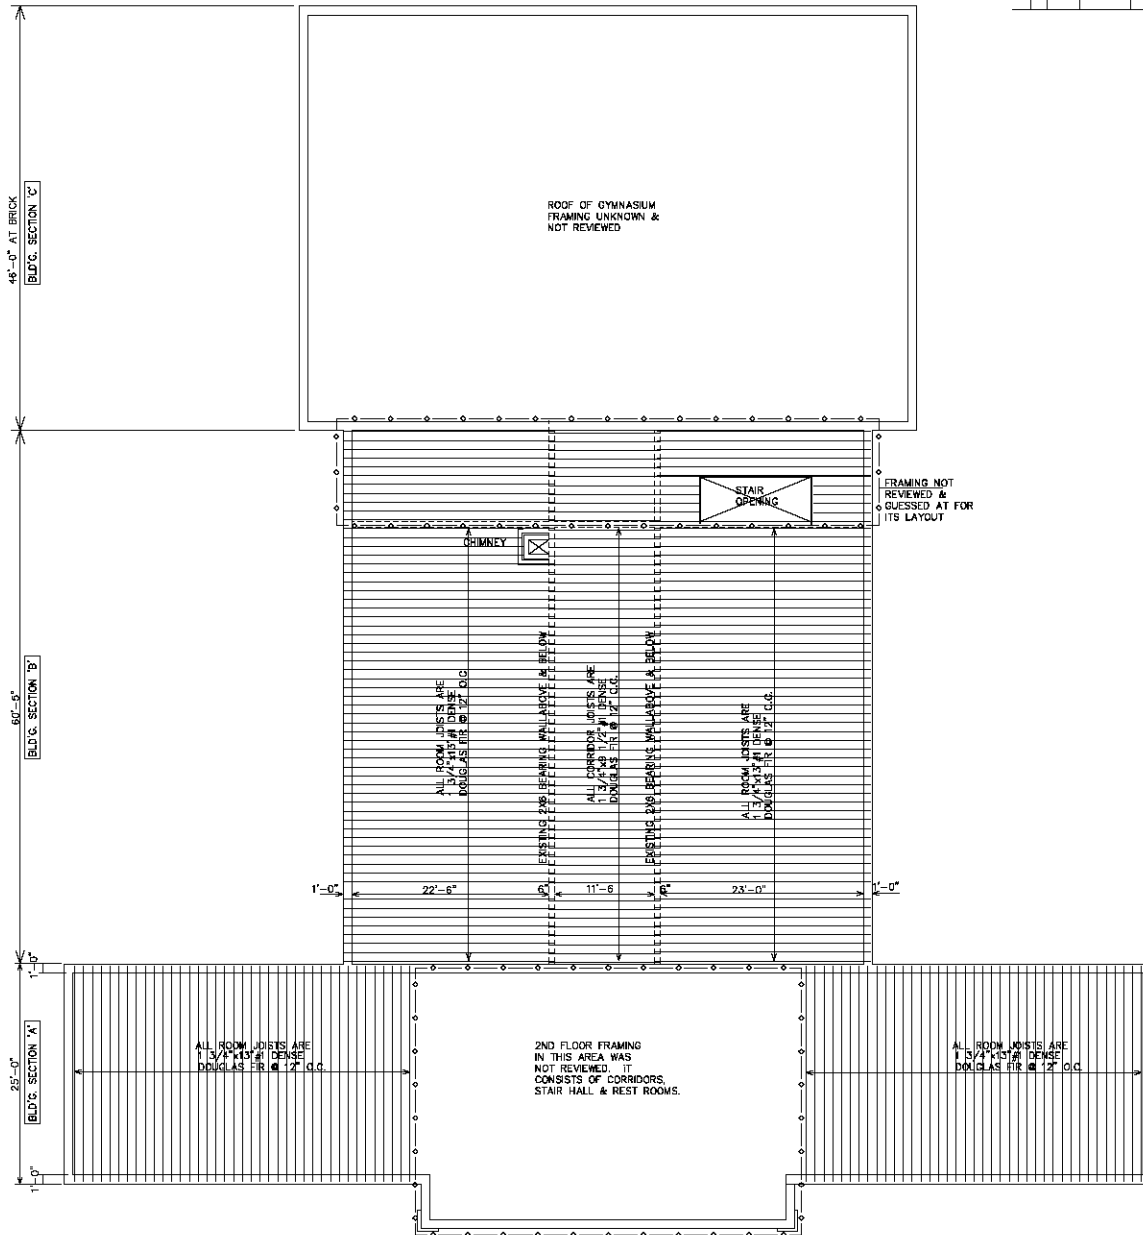 46'-0" AT BRICK
BLD'G. SECTION 'C'
ROOF OF GYMNASIUM
FRAMING UNKNOWN &
NOT REVIEWED
STAIR
OPENING
FRAMING NOT
REVIEWED &
GUESSED AT FOR
ITS LAYOUT
CHIMNEY
60'-5"
BLD'G. SECTION 'B'
ALL ROOM JOISTS ARE
1 3/4"x13"#1 DENSE
DOUGLAS FIR @ 12" O.C
EXISTING 2X6 BEARING WALLABOVE & BELOW
ALL CORRIDOR JOISTS ARE
1 3/4"x9 1/2"#1 DENSE
DOUGLAS FIR @ 12" O.C.
EXISTING 2X6 BEARING WALLABOVE & BELOW
ALL ROOM JOISTS ARE
1 3/4"x13"#1 DENSE
DOUGLAS FIR @ 12" O.C.
1'-0"
22'-6"
6"
11'-6
6"
23'-0"
1'-0"
1'-0"
25'-0"
BLD'G. SECTION 'A'
1'-0"
ALL ROOM JOISTS ARE
1 3/4"x13"#1 DENSE
DOUGLAS FIR @ 12" O.C.
2ND FLOOR FRAMING
IN THIS AREA WAS
NOT REVIEWED. IT
CONSISTS OF CORRIDORS,
STAIR HALL & REST ROOMS.
ALL ROOM JOISTS ARE
1 3/4"x13"#1 DENSE
DOUGLAS FIR @ 12" O.C.